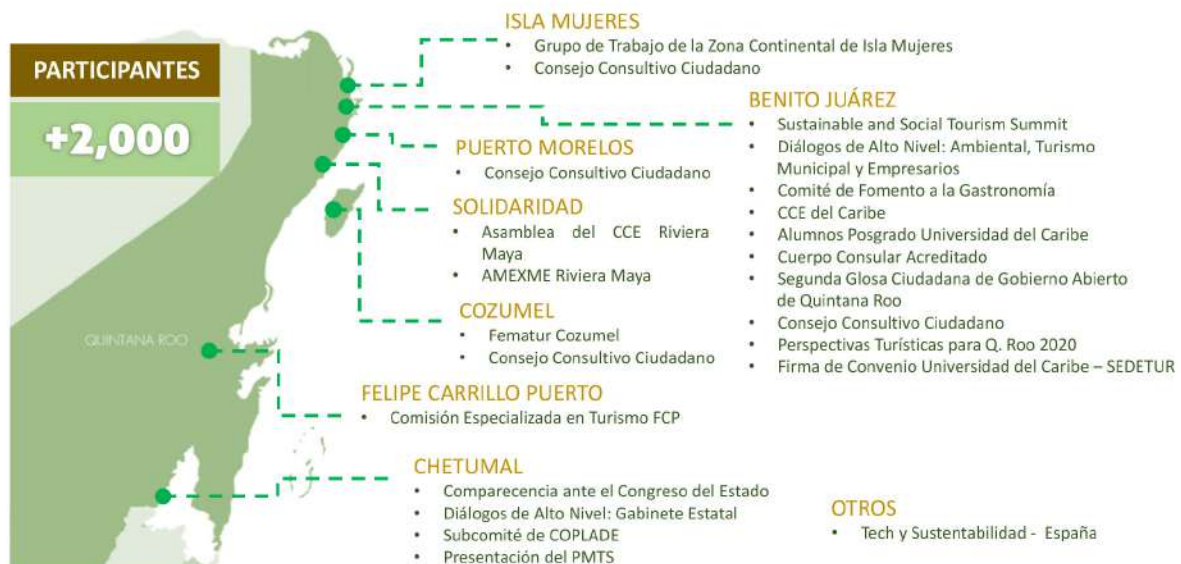 PARTICIPANTES
+2,000
ISLA MUJERES
• Grupo de Trabajo de la Zona Continental de Isla Mujeres
• Consejo Consultivo Ciudadano
BENITO JUÁREZ
• Sustainable and Social Tourism Summit
• Diálogos de Alto Nivel: Ambiental, Turismo
Municipal y Empresarios
• Comité de Fomento a la Gastronomía
• CCE del Caribe
• Alumnos Posgrado Universidad del Caribe
• Cuerpo Consular Acreditado
• Segunda Glosa Ciudadana de Gobierno Abierto
de Quintana Roo
• Consejo Consultivo Ciudadano
• Perspectivas Turísticas para Q. Roo 2020
• Firma de Convenio Universidad del Caribe – SEDETUR
PUERTO MORELOS
• Consejo Consultivo Ciudadano
SOLIDARIDAD
• Asamblea del CCE Riviera
Maya
• AMEXME Riviera Maya
COZUMEL
• Fematur Cozumel
• Consejo Consultivo Ciudadano
QUINTANA ROO
FELIPE CARRILLO PUERTO
• Comisión Especializada en Turismo FCP
CHETUMAL
• Comparecencia ante el Congreso del Estado
• Diálogos de Alto Nivel: Gabinete Estatal
• Subcomité de COPLADE
• Presentación del PMTS
OTROS
• Tech y Sustentabilidad - España